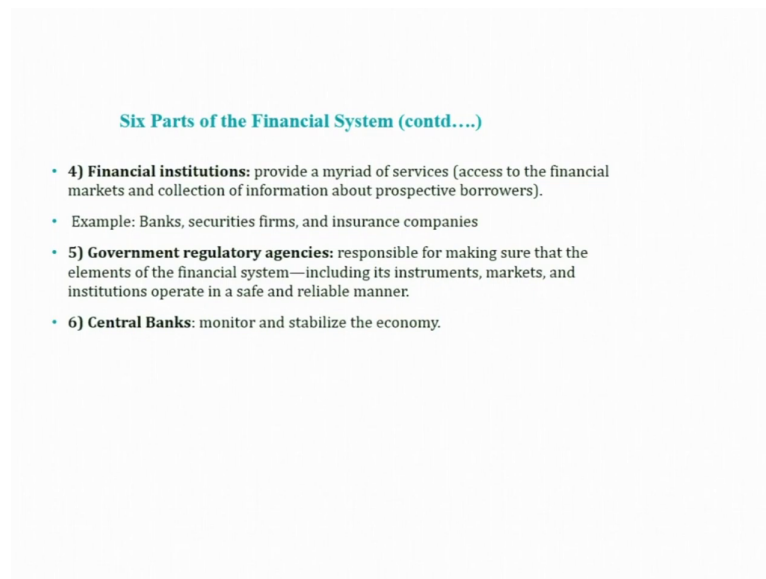 Six Parts of the Financial System (contd….)
• 4) Financial institutions: provide a myriad of services (access to the financial
markets and collection of information about prospective borrowers).
• Example: Banks, securities firms, and insurance companies
• 5) Government regulatory agencies: responsible for making sure that the
elements of the financial system—including its instruments, markets, and
institutions operate in a safe and reliable manner.
• 6) Central Banks: monitor and stabilize the economy.